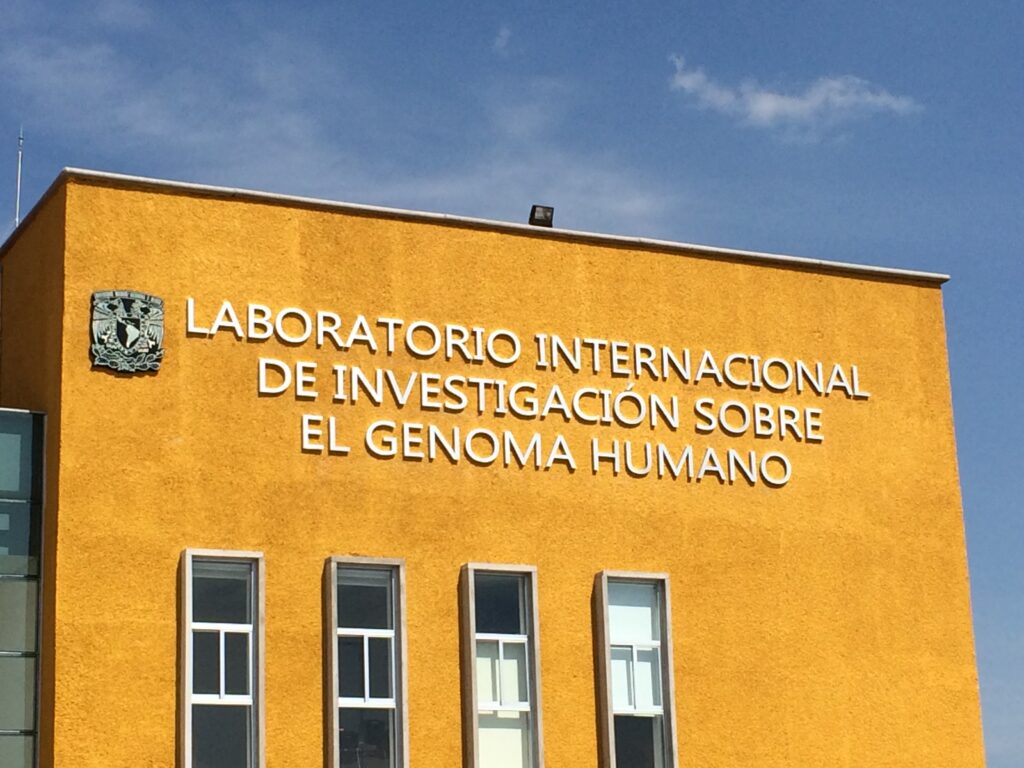 LABORATORIO INTERNACIONAL
DE INVESTIGACIÓN SOBRE
EL GENOMA HUMANO